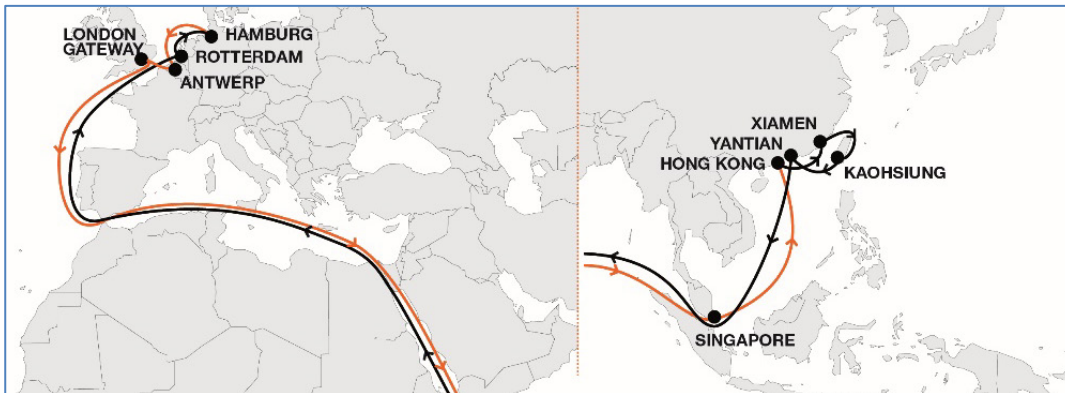 LONDON
GATEWAY
HAMBURG
ROTTERDAM
ANTWERP
XIAMEN
YANTIAN
HONG KONG
KAOHSIUNG
SINGAPORE